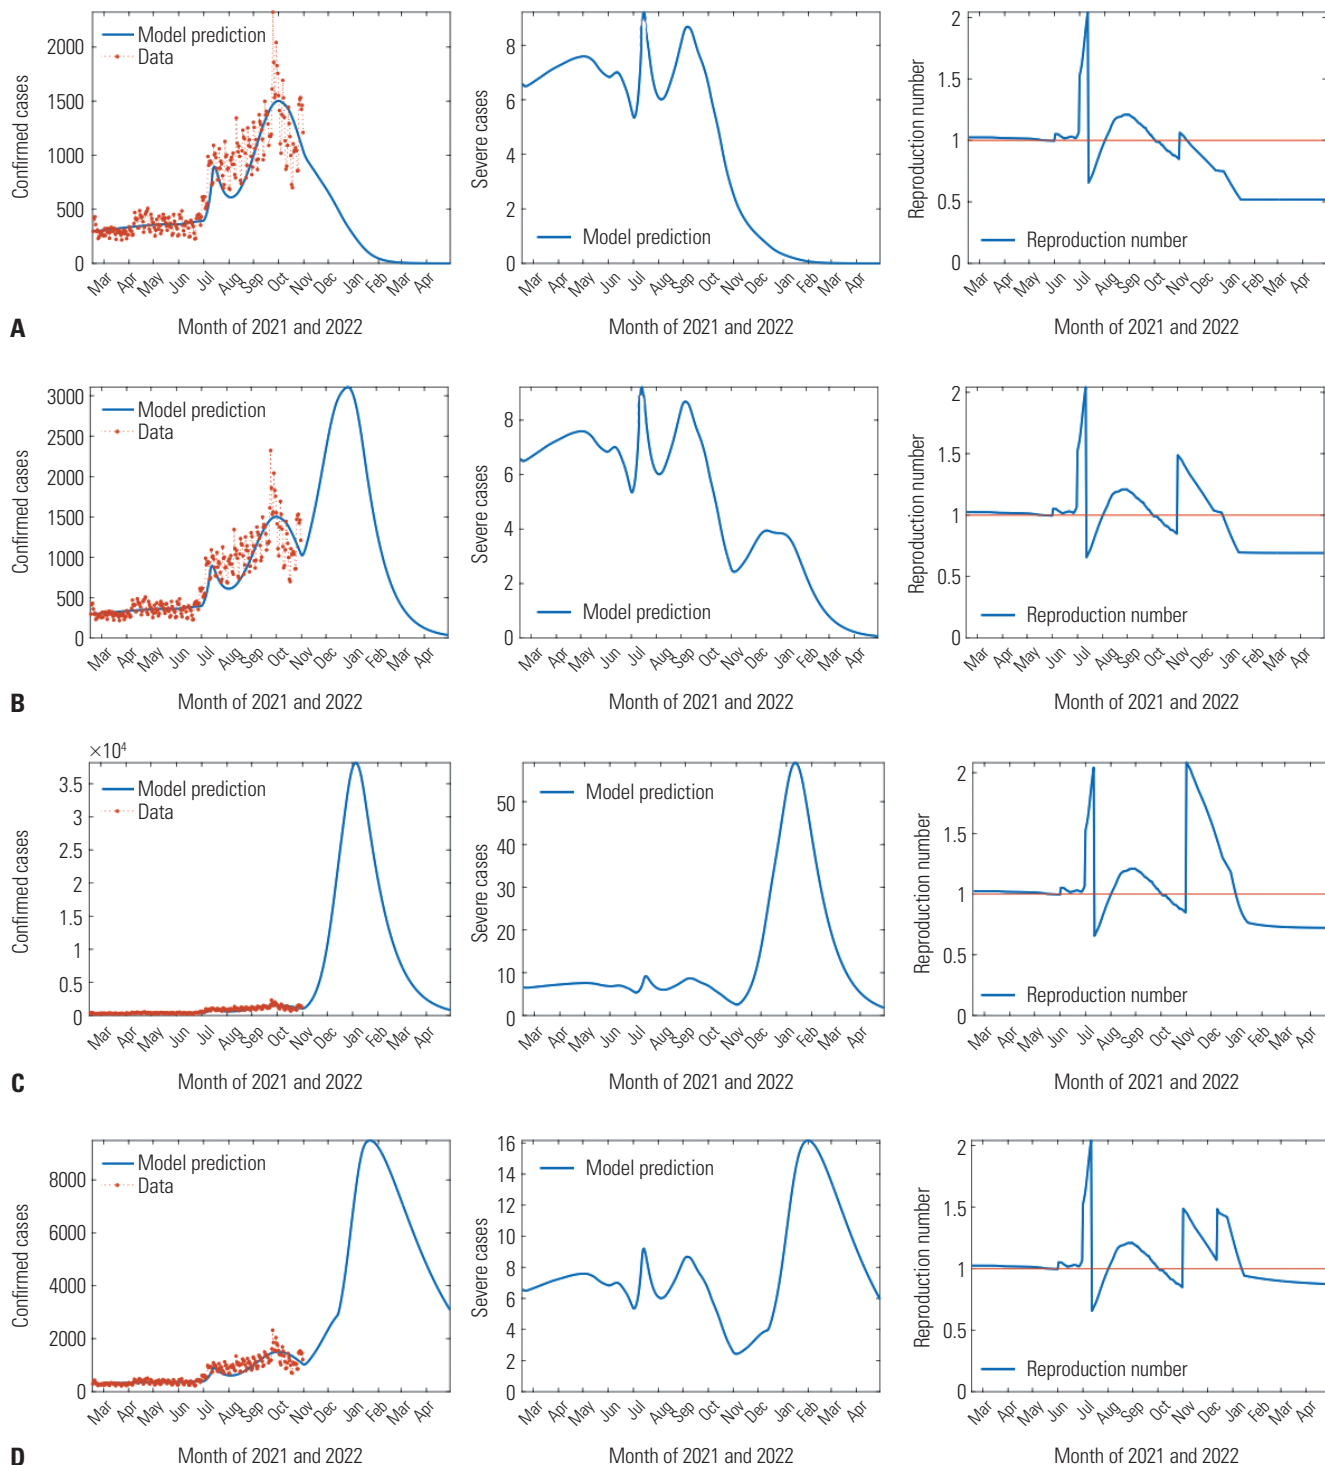 Confirmed cases
2000
1500
1000
500
0
Model prediction
Data
Mar Apr May Jun Jul Aug Sep Oct Nov Dec Jan Feb Mar Apr
Month of 2021 and 2022
Severe cases
8
6
4
2
0
Model prediction
Mar Apr May Jun Jul Aug Sep Oct Nov Dec Jan Feb Mar Apr
Month of 2021 and 2022
Reproduction number
2
1.5
1
0.5
0
Reproduction number
Mar Apr May Jun Jul Aug Sep Oct Nov Dec Jan Feb Mar Apr
Month of 2021 and 2022
A
Confirmed cases
3000
2500
2000
1500
1000
500
0
Model prediction
Data
Mar Apr May Jun Jul Aug Sep Oct Nov Dec Jan Feb Mar Apr
Month of 2021 and 2022
Severe cases
8
6
4
2
0
Model prediction
Mar Apr May Jun Jul Aug Sep Oct Nov Dec Jan Feb Mar Apr
Month of 2021 and 2022
Reproduction number
2
1.5
1
0.5
0
Reproduction number
Mar Apr May Jun Jul Aug Sep Oct Nov Dec Jan Feb Mar Apr
Month of 2021 and 2022
B
×10⁴
Confirmed cases
3.5
3
2.5
2
1.5
1
0.5
0
Model prediction
Data
Mar Apr May Jun Jul Aug Sep Oct Nov Dec Jan Feb Mar Apr
Month of 2021 and 2022
Severe cases
50
40
30
20
10
0
Model prediction
Mar Apr May Jun Jul Aug Sep Oct Nov Dec Jan Feb Mar Apr
Month of 2021 and 2022
Reproduction number
2
1.5
1
0.5
0
Reproduction number
Mar Apr May Jun Jul Aug Sep Oct Nov Dec Jan Feb Mar Apr
Month of 2021 and 2022
C
Confirmed cases
8000
6000
4000
2000
0
Model prediction
Data
Mar Apr May Jun Jul Aug Sep Oct Nov Dec Jan Feb Mar Apr
Month of 2021 and 2022
Severe cases
16
14
12
10
8
6
4
2
0
Model prediction
Mar Apr May Jun Jul Aug Sep Oct Nov Dec Jan Feb Mar Apr
Month of 2021 and 2022
Reproduction number
2
1.5
1
0.5
0
Reproduction number
Mar Apr May Jun Jul Aug Sep Oct Nov Dec Jan Feb Mar Apr
Month of 2021 and 2022
D